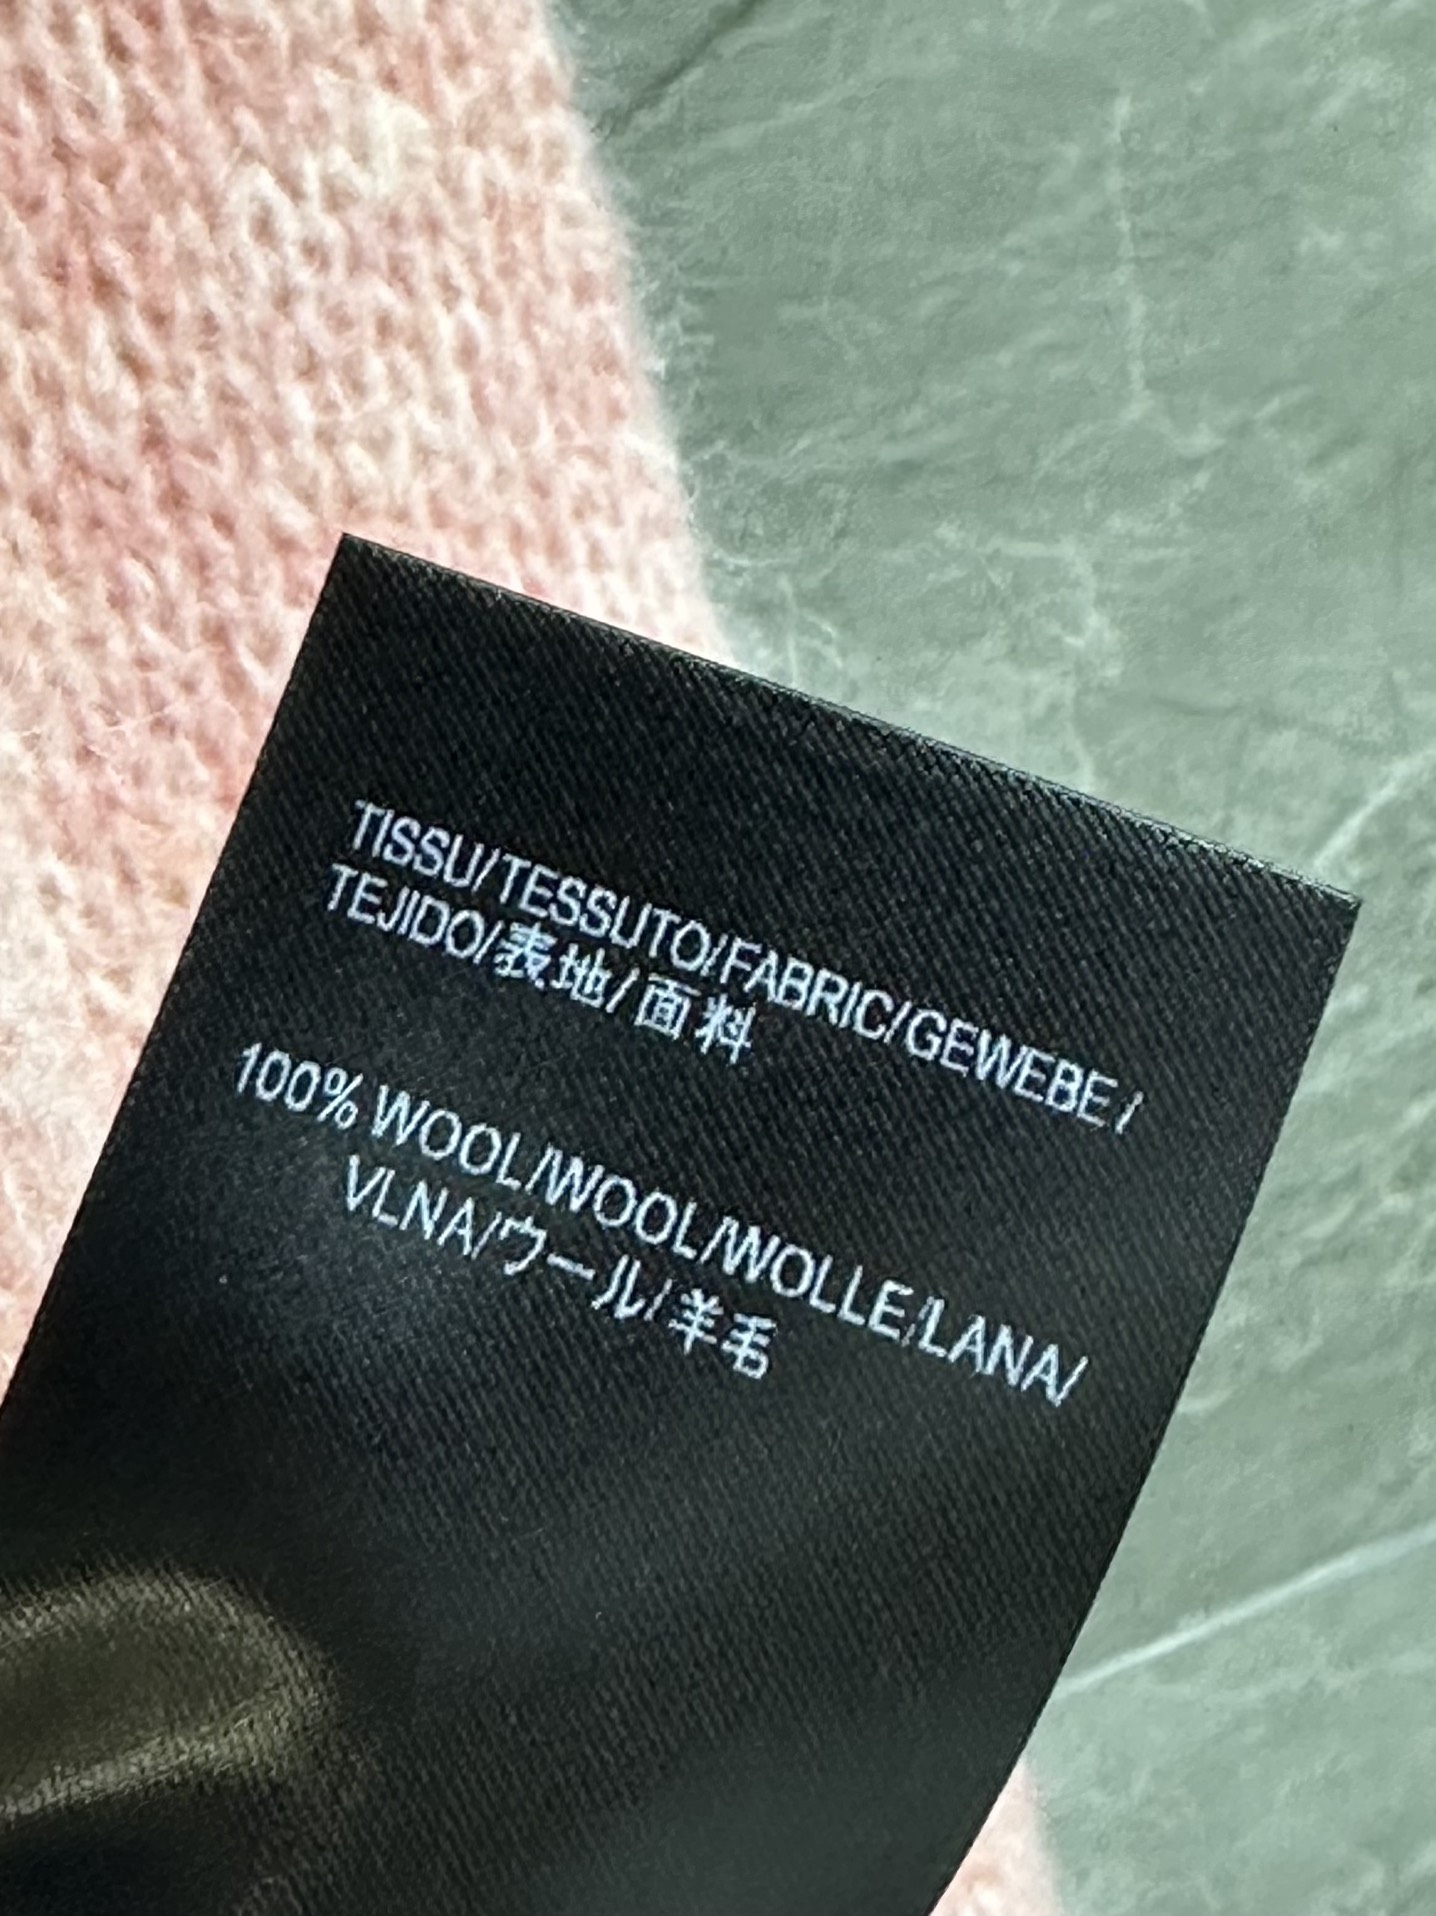 TISSU/TESSUTO/FABRIC/GEWEBE/
TEJIDO/表地/面料
100% WOOL/WOOL/WOLLE/LANA/
VLNA/ウール/羊毛